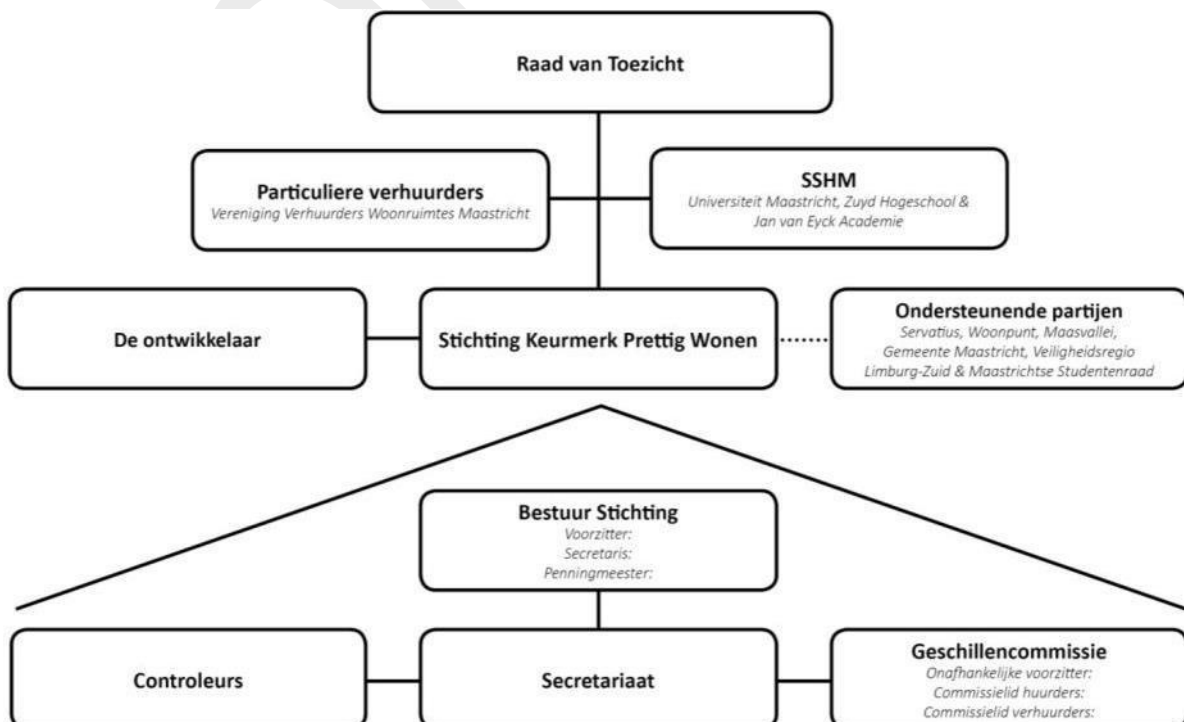 Raad van Toezicht
Particuliere verhuurders
Vereniging Verhuurders Woonruimtes Maastricht
SSHM
Universiteit Maastricht, Zuyd Hogeschool &
Jan van Eyck Academie
De ontwikkelaar
Stichting Keurmerk Prettig Wonen
Ondersteunende partijen
Servatius, Woonpunt, Maasvallei,
Gemeente Maastricht, Veiligheidsregio
Limburg-Zuid & Maastrichtse Studentenraad
Bestuur Stichting
Voorzitter:
Secretaris:
Penningmeester:
Controleurs
Secretariaat
Geschillencommissie
Onafhankelijke voorzitter:
Commissielid huurders:
Commissielid verhuurders: